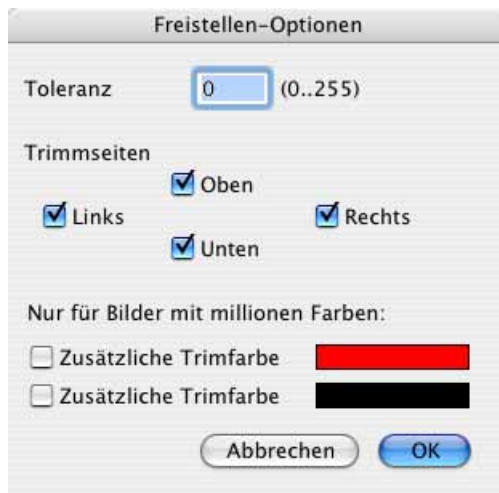 Freistellen-Optionen
Toleranz 0 (0..255)
Trimmseiten
Oben
Links Rechts
Unten
Nur für Bilder mit millionen Farben:
Zusätzliche Trimfarbe
Zusätzliche Trimfarbe
Abbrechen OK